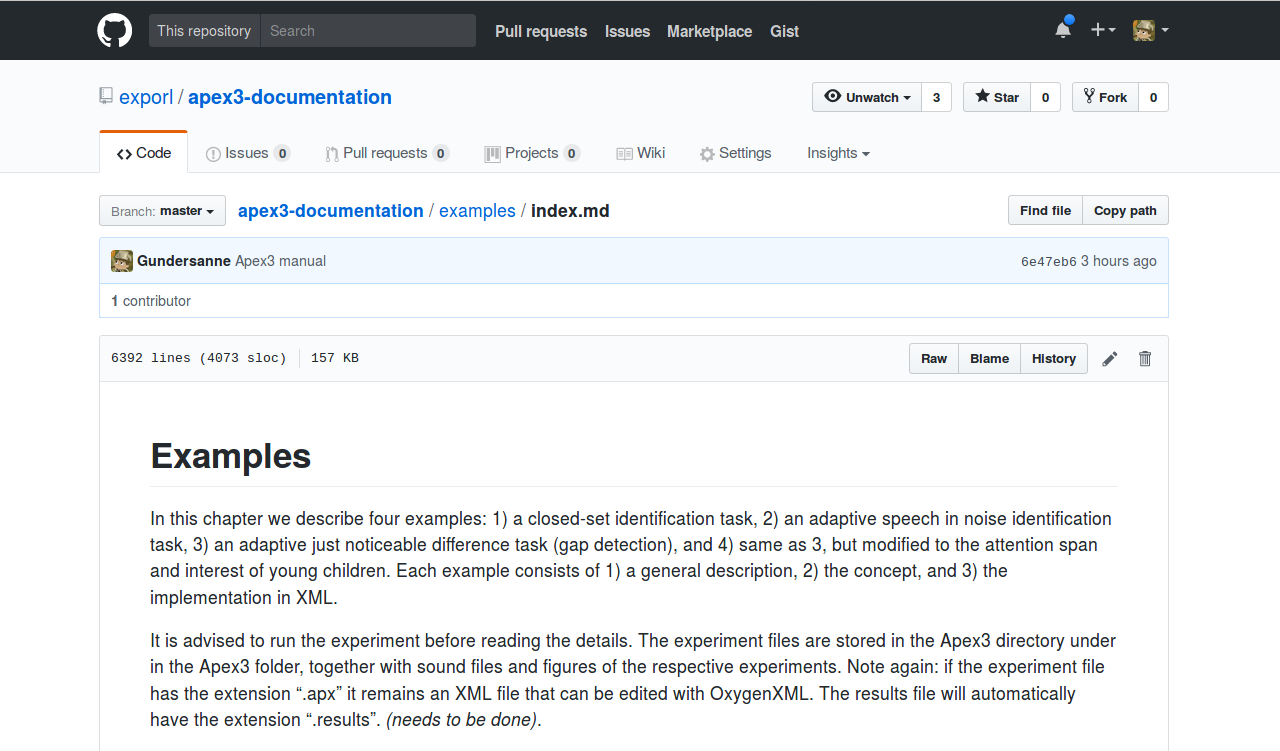 This repository Search Pull requests Issues Marketplace Gist
exporl / apex3-documentation Unwatch 3 Star 0 Fork 0
Code Issues 0 Pull requests 0 Projects 0 Wiki Settings Insights
Branch: master apex3-documentation / examples / index.md Find file Copy path
Gundersanne Apex3 manual 6e47eb6 3 hours ago
1 contributor
6392 lines (4073 sloc) 157 KB Raw Blame History
Examples
In this chapter we describe four examples: 1) a closed-set identification task, 2) an adaptive speech in noise identification
task, 3) an adaptive just noticeable difference task (gap detection), and 4) same as 3, but modified to the attention span
and interest of young children. Each example consists of 1) a general description, 2) the concept, and 3) the
implementation in XML.
It is advised to run the experiment before reading the details. The experiment files are stored in the Apex3 directory under
in the Apex3 folder, together with sound files and figures of the respective experiments. Note again: if the experiment file
has the extension “.apx” it remains an XML file that can be edited with OxygenXML. The results file will automatically
have the extension “.results”. (needs to be done).